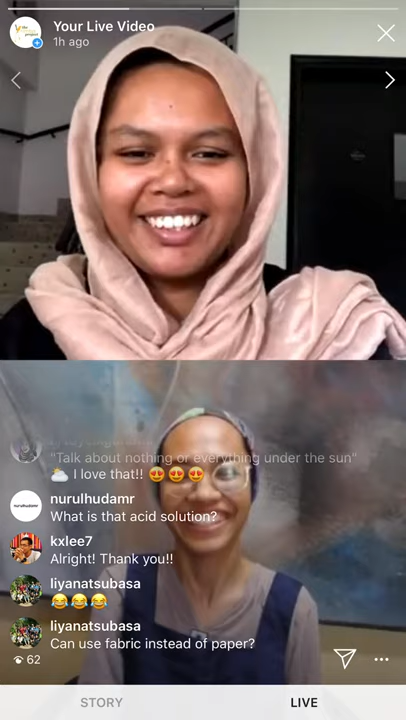 Your Live Video
1h ago
"Talk about nothing or everything under the sun"
🌥️ I love that!! 😍😍😍
nurulhudamr
What is that acid solution?
kxlee7
Alright! Thank you!!
liyanatsubasa
😂😂😂
liyanatsubasa
Can use fabric instead of paper?
62
STORY
LIVE